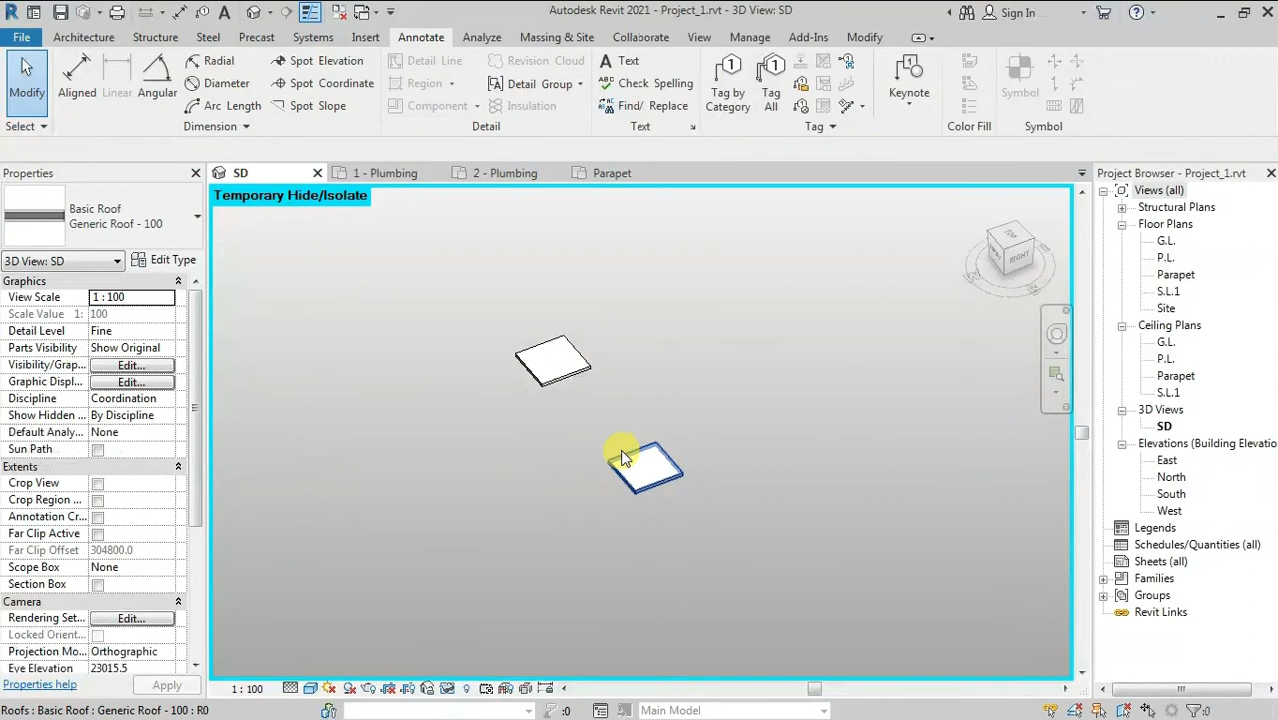 Autodesk Revit 2021 - Project_1.rvt - 3D View: SD
Sign In
File Architecture Structure Steel Precast Systems Insert Annotate Analyze Massing & Site Collaborate View Manage Add-Ins Modify
Modify
Select
Aligned
Linear
Angular
Radial
Diameter
Arc Length
Spot Elevation
Spot Coordinate
Spot Slope
Dimension
Detail Line
Region
Component
Revision Cloud
Detail Group
Insulation
Detail
Text
Check Spelling
Find/ Replace
Text
Tag by Category
Tag All
Tag
Keynote
Color Fill
Symbol
Symbol
Properties
Basic Roof
Generic Roof - 100
3D View: SD
Edit Type
Graphics
View Scale 1 : 100
Scale Value 1: 100
Detail Level Fine
Parts Visibility Show Original
Visibility/Grap... Edit...
Graphic Displ... Edit...
Discipline Coordination
Show Hidden ... By Discipline
Default Analy... None
Sun Path
Extents
Crop View
Crop Region ...
Annotation Cr...
Far Clip Active
Far Clip Offset 304800.0
Scope Box None
Section Box
Camera
Rendering Set... Edit...
Locked Orient...
Projection Mo... Orthographic
Eye Elevation 23015.5
Properties help
Apply
SD
1 - Plumbing
2 - Plumbing
Parapet
Temporary Hide/Isolate
TOP
RIGHT
Project Browser - Project_1.rvt
Views (all)
Structural Plans
Floor Plans
G.L.
P.L.
Parapet
S.L.1
Site
Ceiling Plans
G.L.
P.L.
Parapet
S.L.1
3D Views
SD
Elevations (Building Elevatio
East
North
South
West
Legends
Schedules/Quantities (all)
Sheets (all)
Families
Groups
Revit Links
1 : 100
Roofs : Basic Roof : Generic Roof - 100 : R0
:0
Main Model
:0